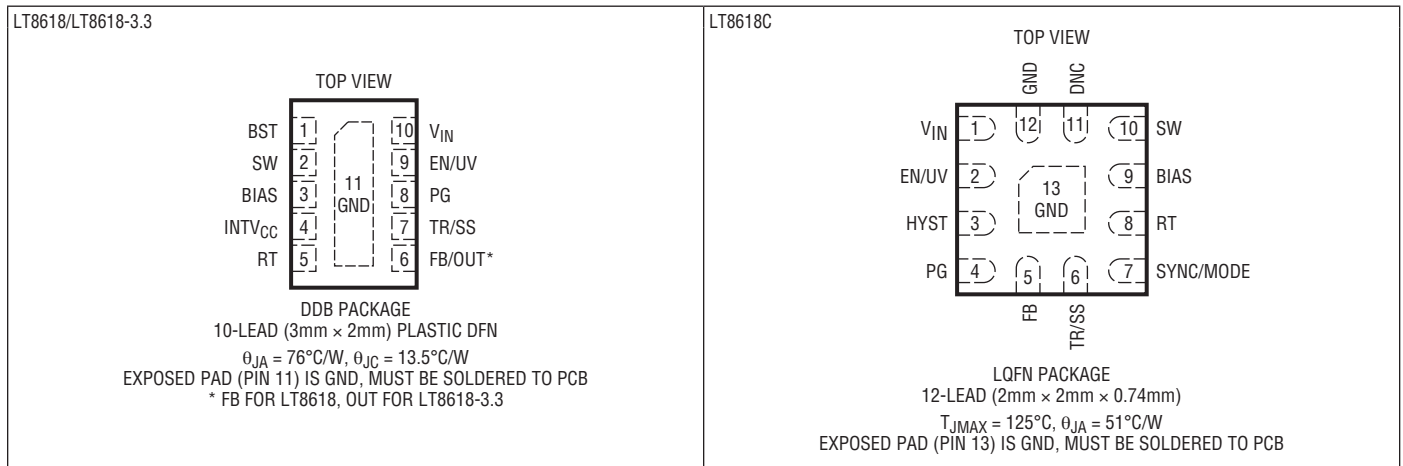 LT8618/LT8618-3.3
TOP VIEW
BST 1
SW 2
BIAS 3
INTVCC 4
RT 5
11
GND
10 VIN
9 EN/UV
8 PG
7 TR/SS
6 FB/OUT*
DDB PACKAGE
10-LEAD (3mm × 2mm) PLASTIC DFN
θJA = 76°C/W, θJC = 13.5°C/W
EXPOSED PAD (PIN 11) IS GND, MUST BE SOLDERED TO PCB
* FB FOR LT8618, OUT FOR LT8618-3.3
LT8618C
TOP VIEW
GND
DNC
12
11
VIN 1
EN/UV 2
HYST 3
PG 4
13
GND
10 SW
9 BIAS
8 RT
7 SYNC/MODE
5
6
FB
TR/SS
LQFN PACKAGE
12-LEAD (2mm × 2mm × 0.74mm)
TJMAX = 125°C, θJA = 51°C/W
EXPOSED PAD (PIN 13) IS GND, MUST BE SOLDERED TO PCB